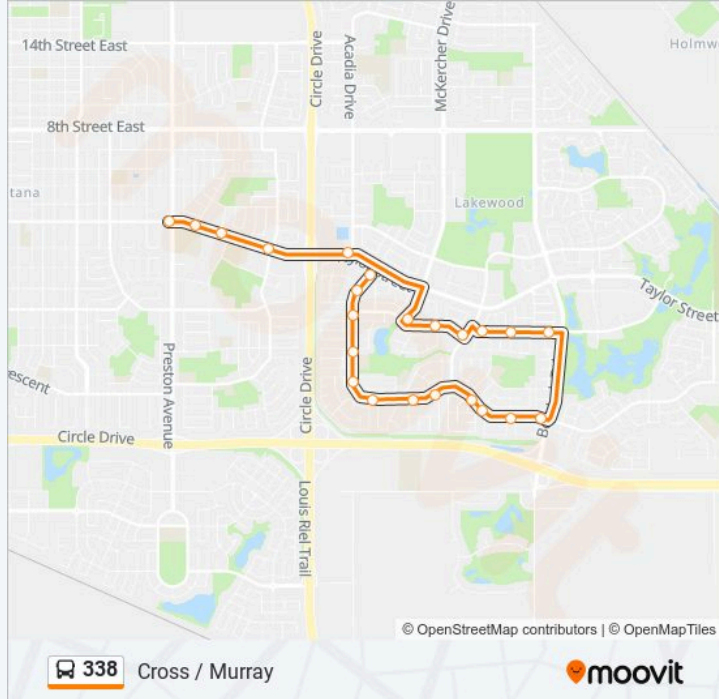 14th Street East
8th Street East
Circle Drive
Acadia Drive
McKercher Drive
Holmw
tana
Lakewood
Taylor Street
Preston Avenue
escent
Circle Drive
Circle Drive
Louis Riel Trail
B
© OpenStreetMap contributors | © OpenMapTiles
338 Cross / Murray
moovit